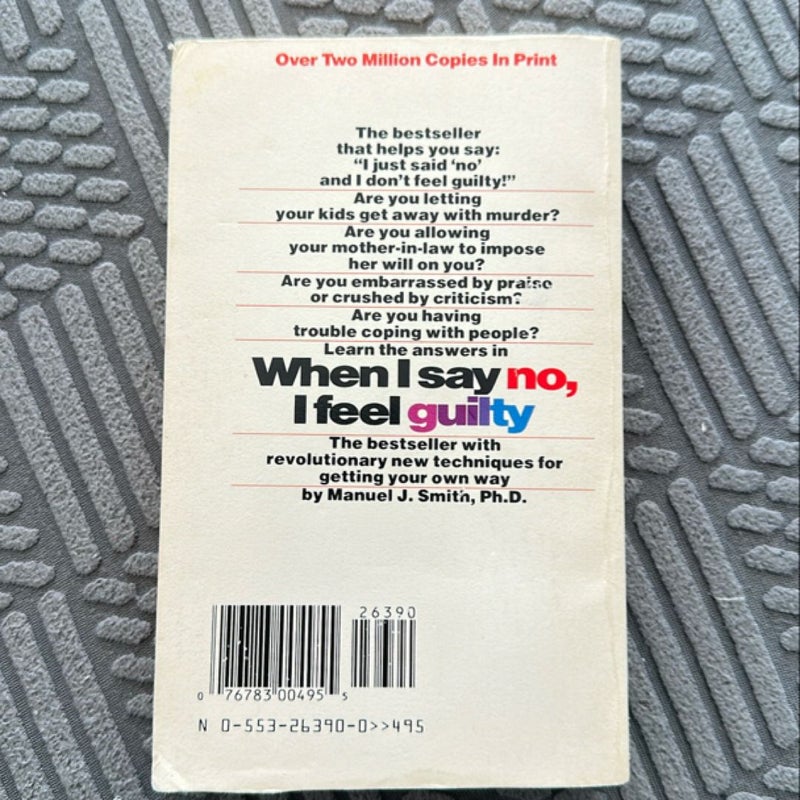 Over Two Million Copies In Print
The bestseller
that helps you say:
“I just said ‘no’
and I don’t feel guilty!”
Are you letting
your kids get away with murder?
Are you allowing
your mother-in-law to impose
her will on you?
Are you embarrassed by praise
or crushed by criticism?
Are you having
trouble coping with people?
Learn the answers in
When I say no,
I feel guilty
The bestseller with
revolutionary new techniques for
getting your own way
by Manuel J. Smith, Ph.D.
26390
0 76783 00495 5
N 0-553-26390-0>>495